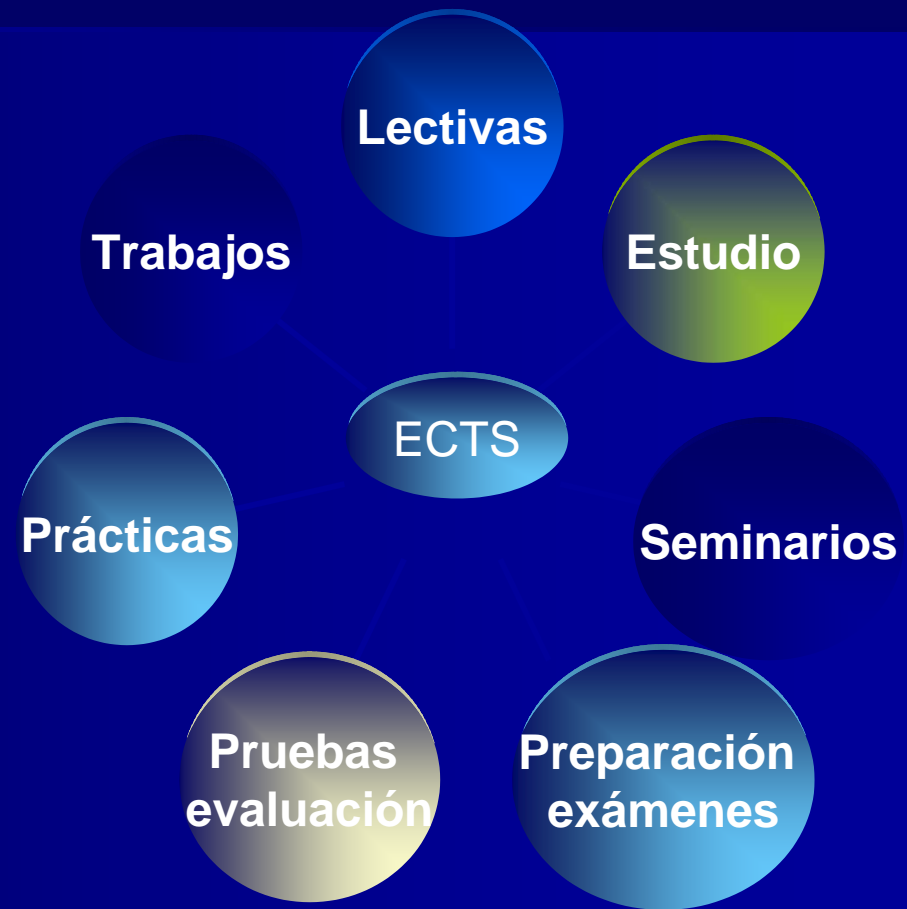 Lectivas
Trabajos
Estudio
ECTS
Prácticas
Seminarios
Pruebas
evaluación
Preparación
exámenes